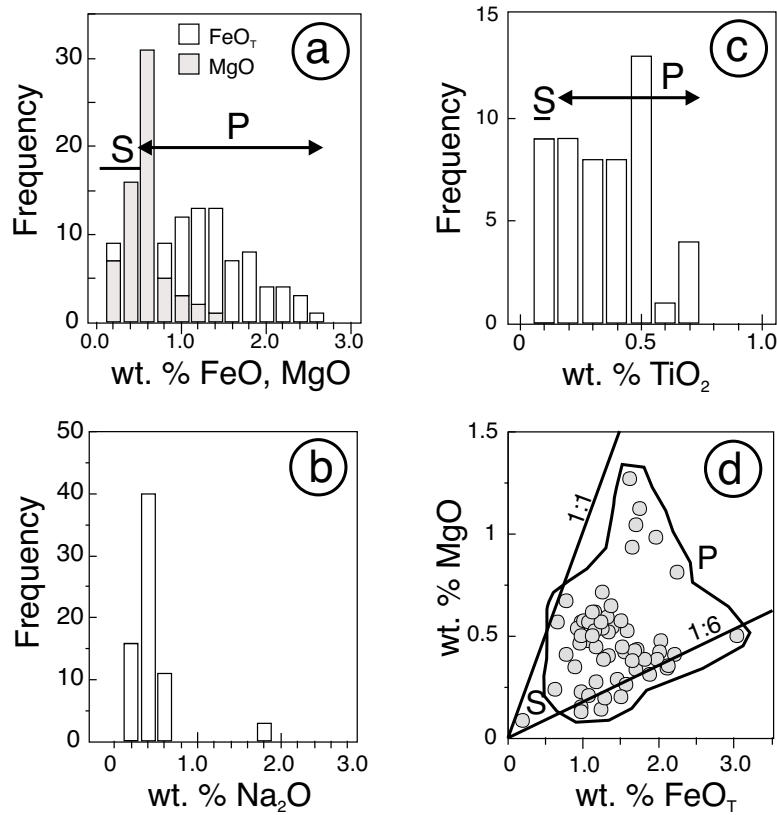 a
FeOT
MgO
S
P
Frequency
30
20
10
0
0.0 1.0 2.0 3.0
wt. % FeO, MgO
c
S
P
Frequency
15
10
5
0
0 0.5 1.0
wt. % TiO2
b
Frequency
50
40
30
20
10
0
0 1.0 2.0 3.0
wt. % Na2O
d
1:1
P
1:6
S
wt. % MgO
1.5
1
0.5
0
0 1.0 2.0 3.0
wt. % FeOT